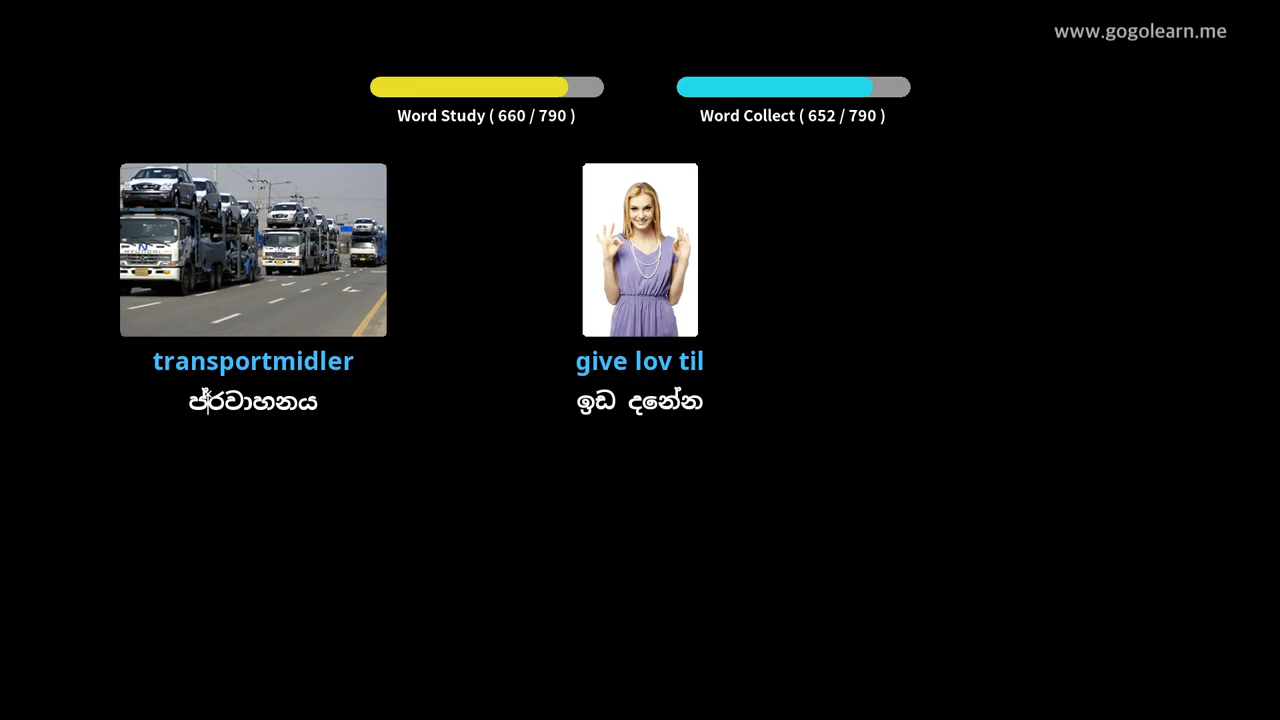 www.gogolearn.me
Word Study ( 660 / 790 )
Word Collect ( 652 / 790 )
transportmidler
give lov til
ප්‍රවාහනය
ඉඩ දෙන්න